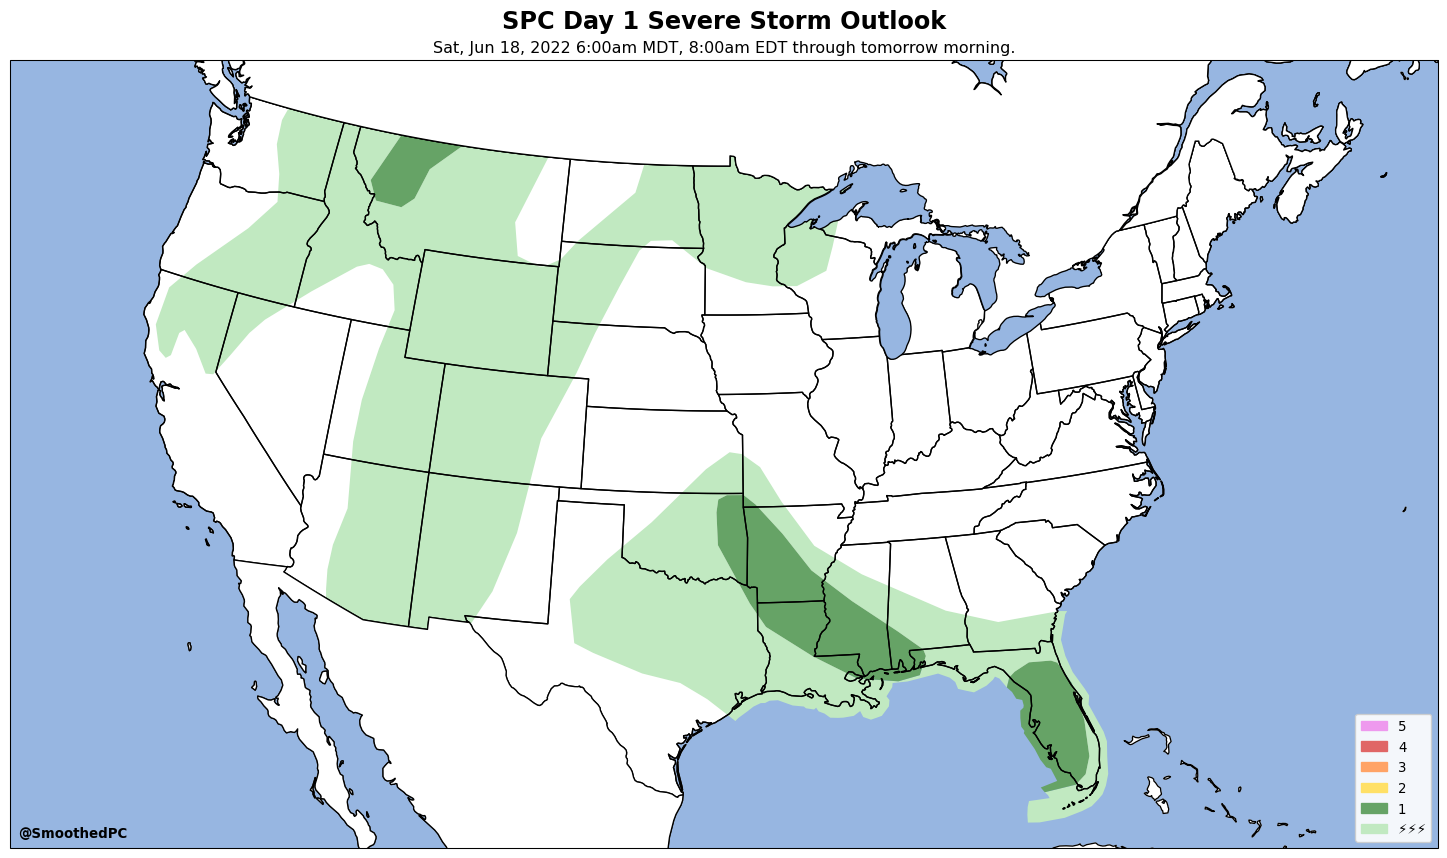 SPC Day 1 Severe Storm Outlook
Sat, Jun 18, 2022 6:00am MDT, 8:00am EDT through tomorrow morning.
5
4
3
2
1
⚡⚡⚡
@SmoothedPC